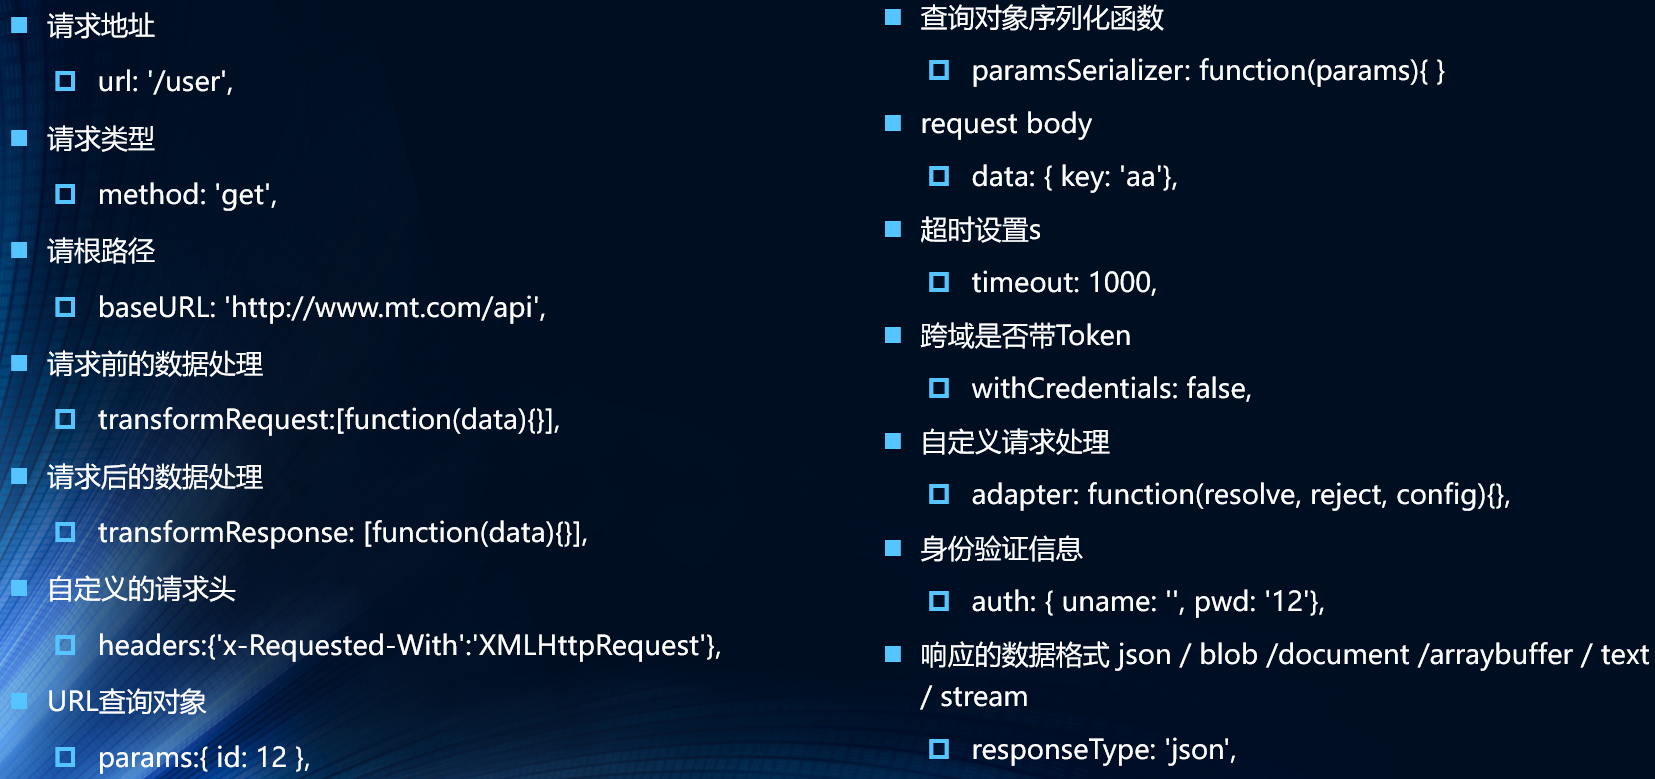 请求地址
url: '/user',
请求类型
method: 'get',
请根路径
baseURL: 'http://www.mt.com/api',
请求前的数据处理
transformRequest:[function(data){}],
请求后的数据处理
transformResponse: [function(data){}],
自定义的请求头
headers:{'x-Requested-With':'XMLHttpRequest'},
URL查询对象
params:{ id: 12 },
查询对象序列化函数
paramsSerializer: function(params){ }
request body
data: { key: 'aa'},
超时设置s
timeout: 1000,
跨域是否带Token
withCredentials: false,
自定义请求处理
adapter: function(resolve, reject, config){},
身份验证信息
auth: { uname: '', pwd: '12'},
响应的数据格式 json / blob /document /arraybuffer / text
/ stream
responseType: 'json',